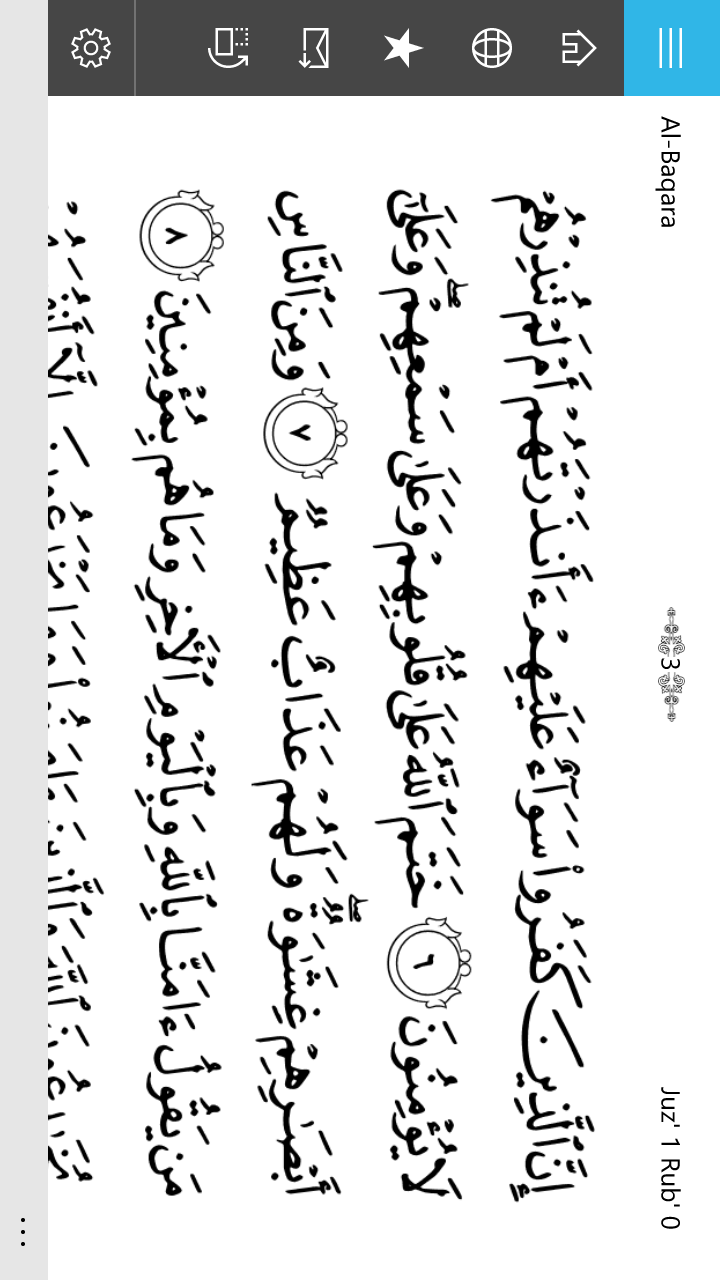 Al-Baqara 3 Juz' 1 Rub' 0
إِنَّ ٱلَّذِينَ كَفَرُوا۟ سَوَآءٌ عَلَيْهِمْ ءَأَنذَرْتَهُمْ أَمْ لَمْ تُنذِرْهُمْ
لَا يُؤْمِنُونَ ٦ خَتَمَ ٱللَّهُ عَلَىٰ قُلُوبِهِمْ وَعَلَىٰ سَمْعِهِمْ ۖ وَعَلَىٰٓ
أَبْصَٰرِهِمْ غِشَٰوَةٌ ۖ وَلَهُمْ عَذَابٌ عَظِيمٌ ٧ وَمِنَ ٱلنَّاسِ
مَن يَقُولُ ءَامَنَّا بِٱللَّهِ وَبِٱلْيَوْمِ ٱلْءَاخِرِ وَمَا هُم بِمُؤْمِنِينَ ٨